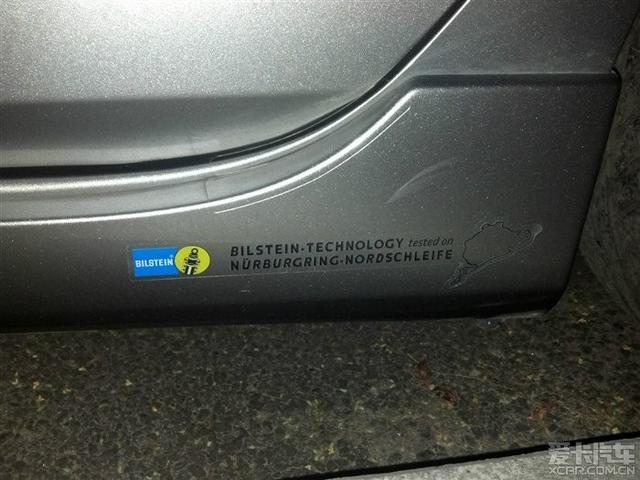 BILSTEIN
BILSTEIN·TECHNOLOGY tested on
NÜRBURGRING·NORDSCHLEIFE
爱卡汽车
XCAR.COM.CN